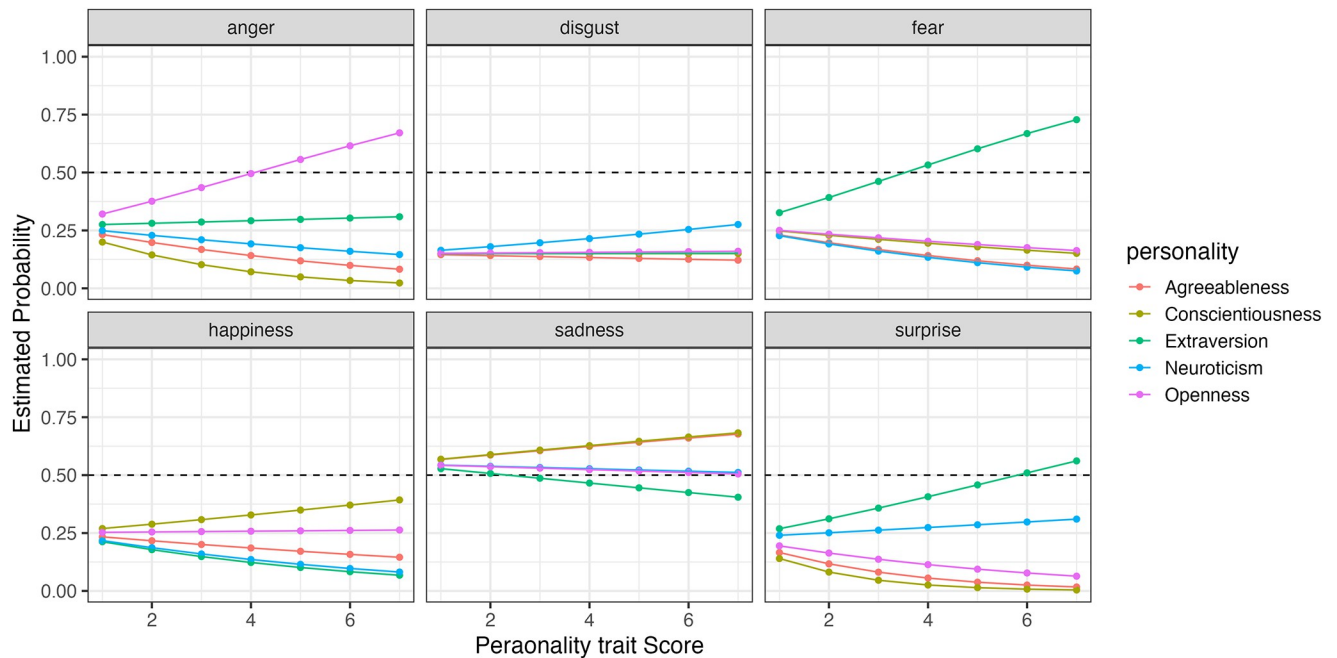 anger
disgust
fear
1.00
0.75
0.50
0.25
0.00
happiness
sadness
surprise
1.00
0.75
0.50
0.25
0.00
2 4 6 2 4 6 2 4 6
Peraonality trait Score
Estimated Probability
personality
Agreeableness
Conscientiousness
Extraversion
Neuroticism
Openness